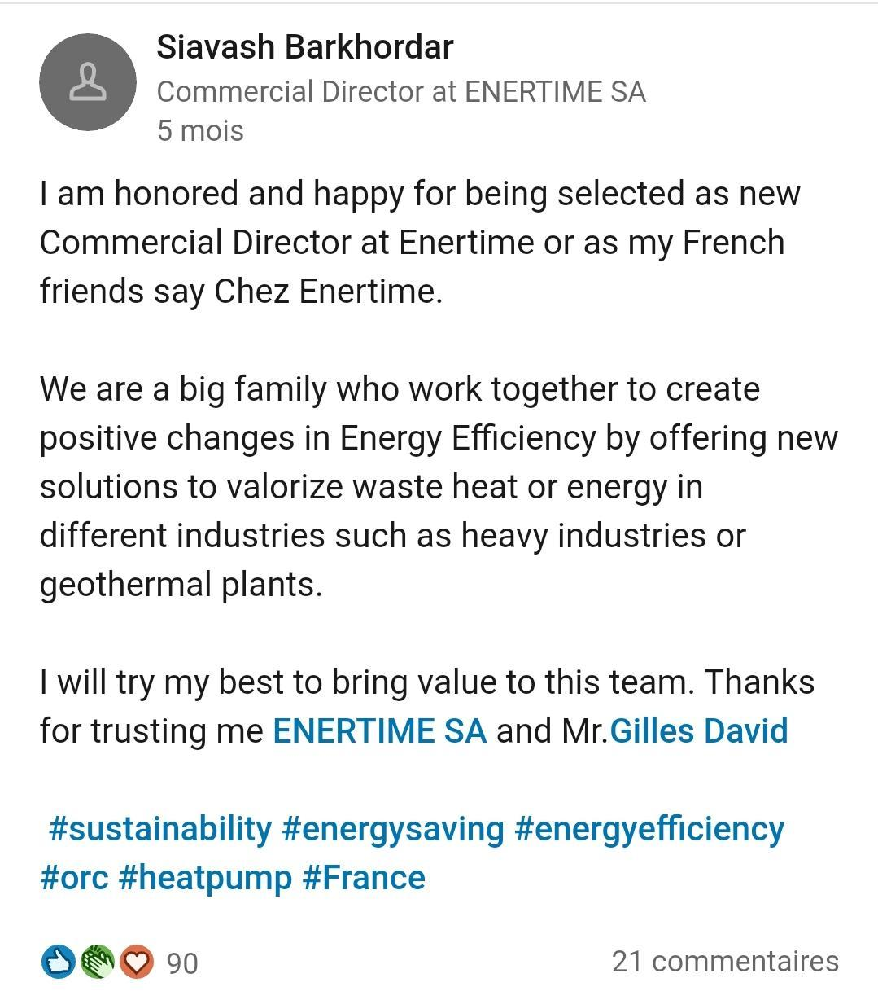 Siavash Barkhordar
Commercial Director at ENERTIME SA
5 mois
I am honored and happy for being selected as new
Commercial Director at Enertime or as my French
friends say Chez Enertime.
We are a big family who work together to create
positive changes in Energy Efficiency by offering new
solutions to valorize waste heat or energy in
different industries such as heavy industries or
geothermal plants.
I will try my best to bring value to this team. Thanks
for trusting me ENERTIME SA and Mr.Gilles David
#sustainability #energysaving #energyefficiency
#orc #heatpump #France
90 21 commentaires